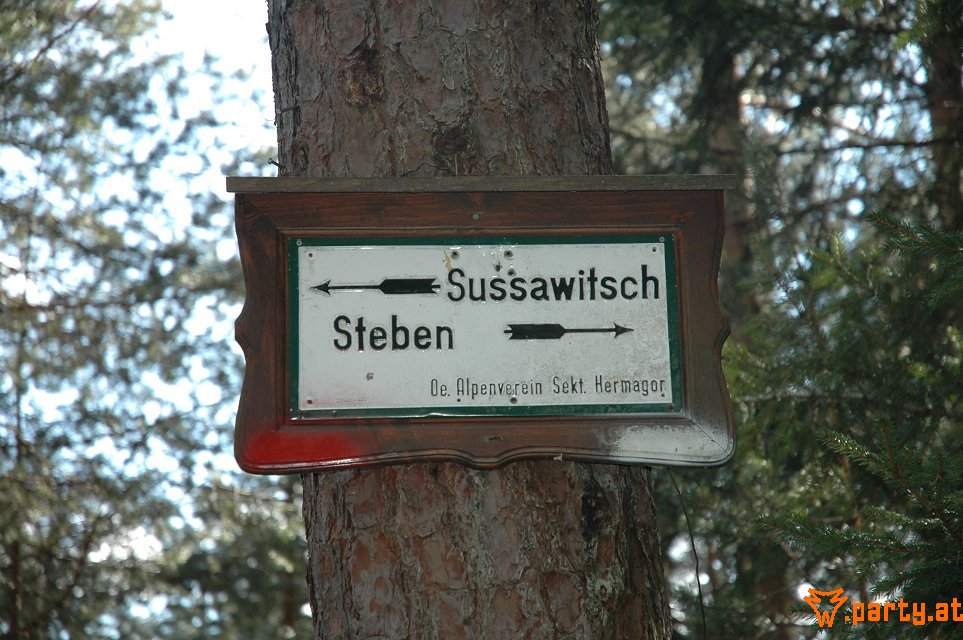 Sussawitsch
Steben
Oe. Alpenverein Sekt. Hermagor
.party.at